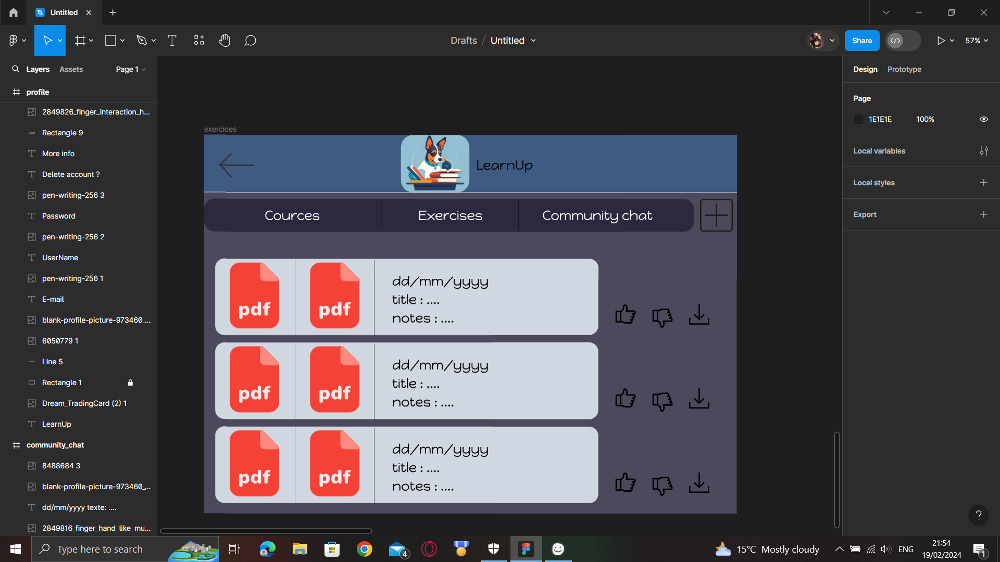 Untitled
Drafts / Untitled
Share
57%
Layers
Assets
Page 1
Design
Prototype
profile
2849826_finger_interaction_h...
Rectangle 9
More info
Delete account ?
pen-writing-256 3
Password
pen-writing-256 2
UserName
pen-writing-256 1
E-mail
blank-profile-picture-973460_...
6050779 1
Line 5
Rectangle 1
Dream_TradingCard (2) 1
LearnUp
community_chat
8488684 3
blank-profile-picture-973460_...
dd/mm/yyyy texte: ....
2849816_finger_hand_like_mu...
exercices
LearnUp
Cources
Exercises
Community chat
pdf
pdf
dd/mm/yyyy
title : ....
notes : ....
pdf
pdf
dd/mm/yyyy
title : ....
notes : ....
pdf
pdf
dd/mm/yyyy
title : ....
notes : ....
Page
1E1E1E
100%
Local variables
Local styles
Export
?
Type here to search
4
15°C Mostly cloudy
ENG
21:54
19/02/2024
1